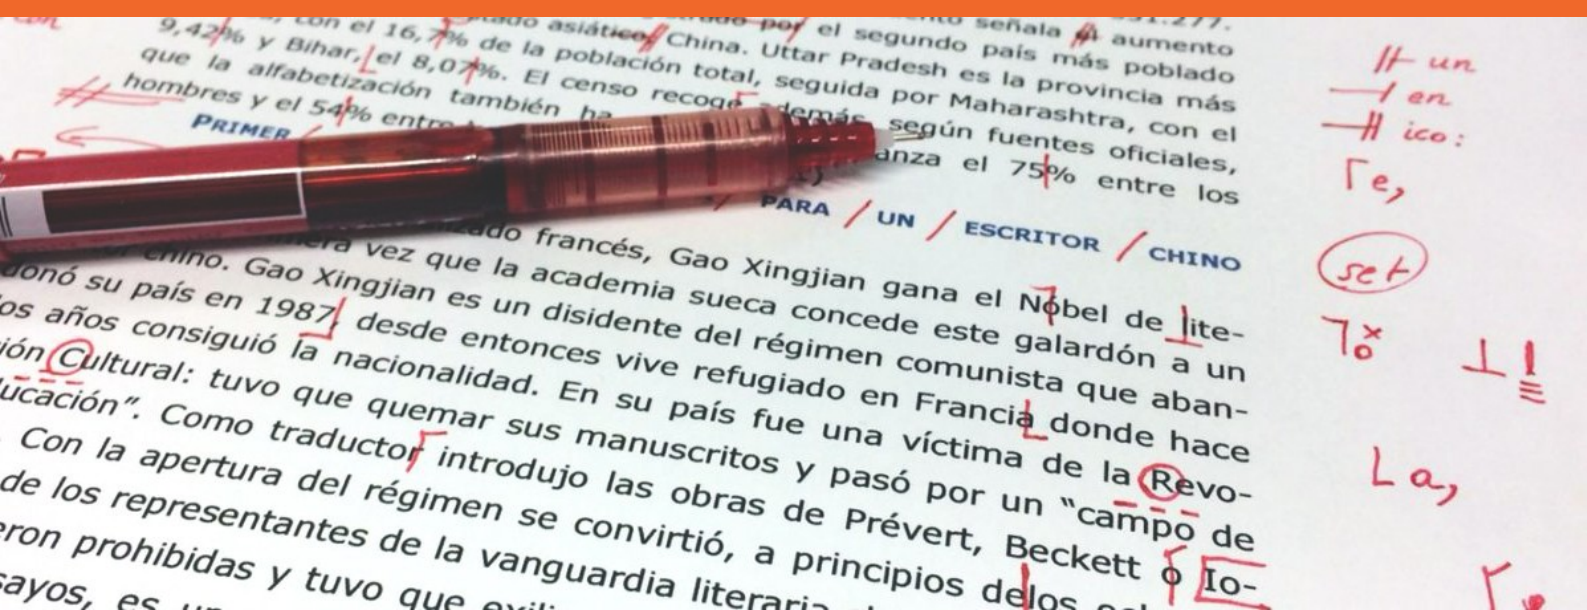 señala aumento
con el 16,7% de la población total, seguida por Maharashtra, con el
9,42% y Bihar, el 8,07%. El censo recoge además, según fuentes oficiales,
que la alfabetización también ha anza el 75% entre los
hombres y el 54% entre
asiático, China. Uttar Pradesh es la provincia más
por el segundo país más poblado
PRIMER / PARA / UN / ESCRITOR / CHINO
francés, Gao Xingjian gana el Nóbel de lite-
vez que la academia sueca concede este galardón a un
chino. Gao Xingjian es un disidente del régimen comunista que aban-
donó su país en 1987, desde entonces vive refugiado en Francia donde hace
os años consiguió la nacionalidad. En su país fue una víctima de la Revo-
ión Cultural: tuvo que quemar sus manuscritos y pasó por un "campo de
ucación". Como traductor introdujo las obras de Prévert, Beckett o Io-
Con la apertura del régimen se convirtió, a principios delos
de los representantes de la vanguardia literaria
eron prohibidas y tuvo que
sayos, es
un
en
ico:
e,
set
o
a,